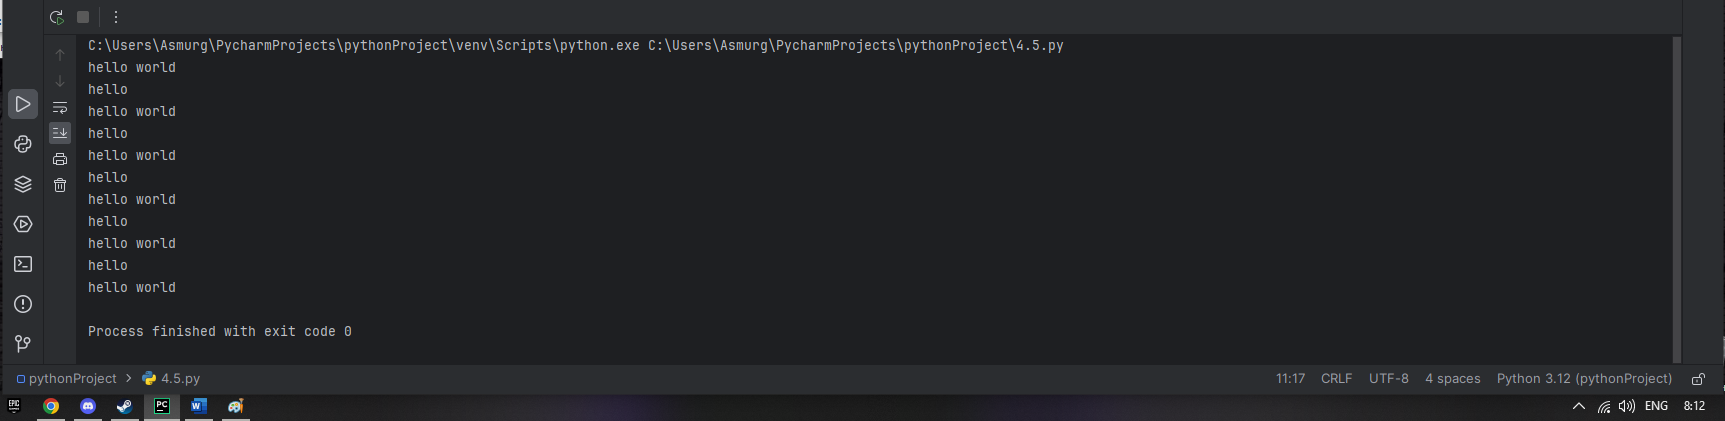 C:\Users\Asmurg\PycharmProjects\pythonProject\venv\Scripts\python.exe C:\Users\Asmurg\PycharmProjects\pythonProject\4.5.py
hello world
hello
hello world
hello
hello world
hello
hello world
hello
hello world
hello
hello world
Process finished with exit code 0
pythonProject > 4.5.py 11:17 CRLF UTF-8 4 spaces Python 3.12 (pythonProject)
EPIC PC W ENG 8:12